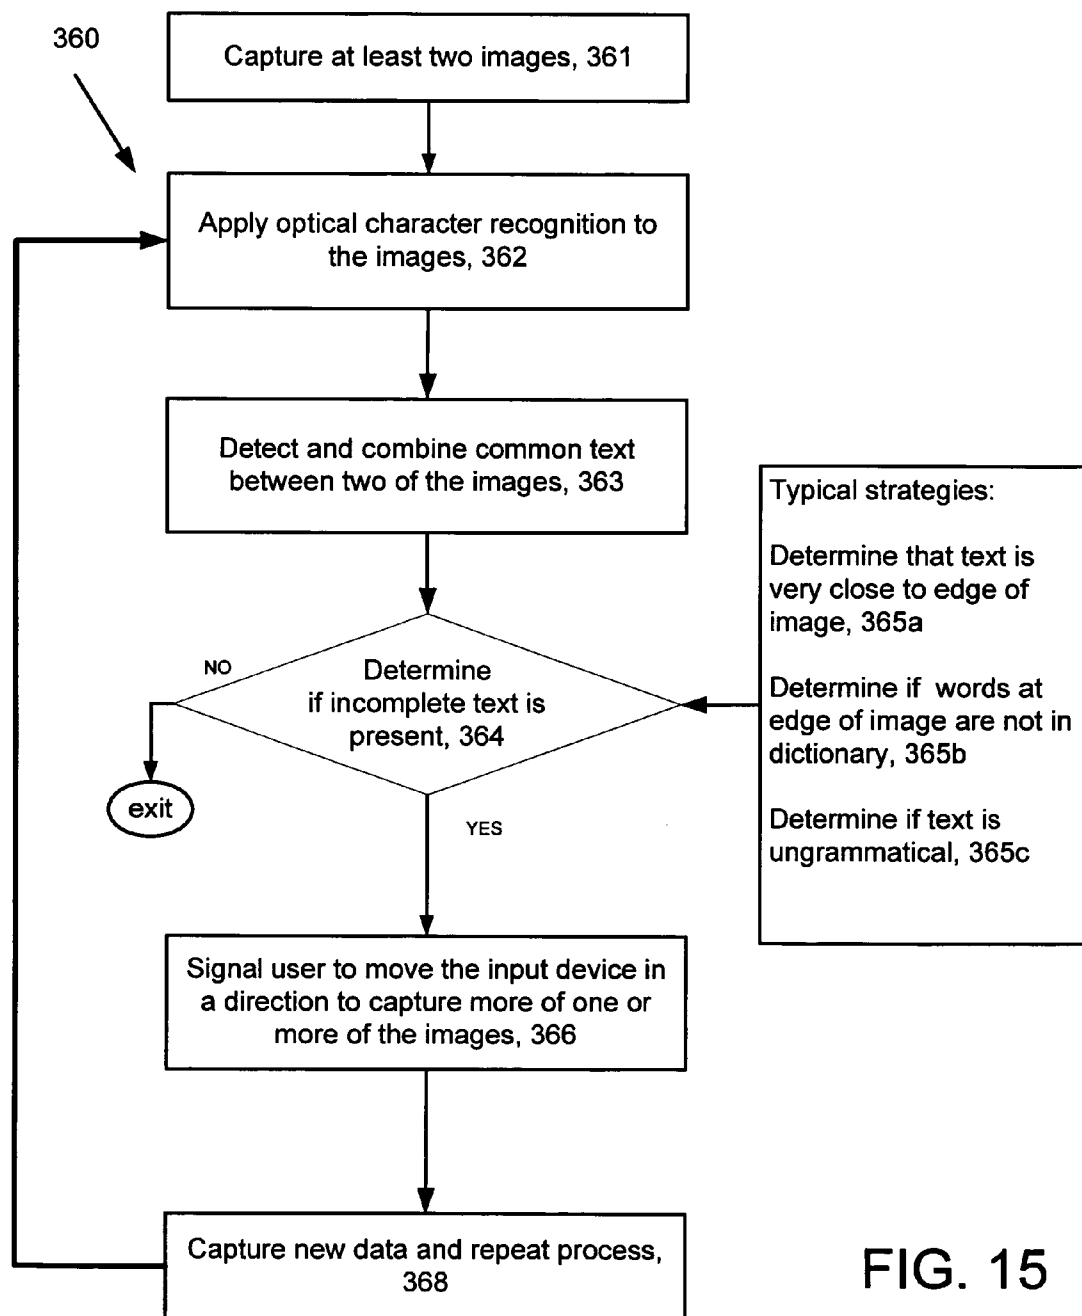 360
Capture at least two images, 361
Apply optical character recognition to
the images, 362
Detect and combine common text
between two of the images, 363
Typical strategies:
Determine that text is
very close to edge of
image, 365a
Determine if words at
edge of image are not in
dictionary, 365b
Determine if text is
ungrammatical, 365c
NO
Determine
if incomplete text is
present, 364
exit
YES
Signal user to move the input device in
a direction to capture more of one or
more of the images, 366
Capture new data and repeat process,
368
FIG. 15